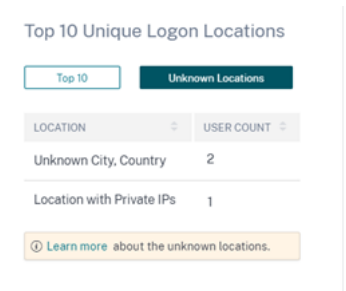 Top 10 Unique Logon Locations
Top 10 Unknown Locations
LOCATION USER COUNT
Unknown City, Country 2
Location with Private IPs 1
Learn more about the unknown locations.